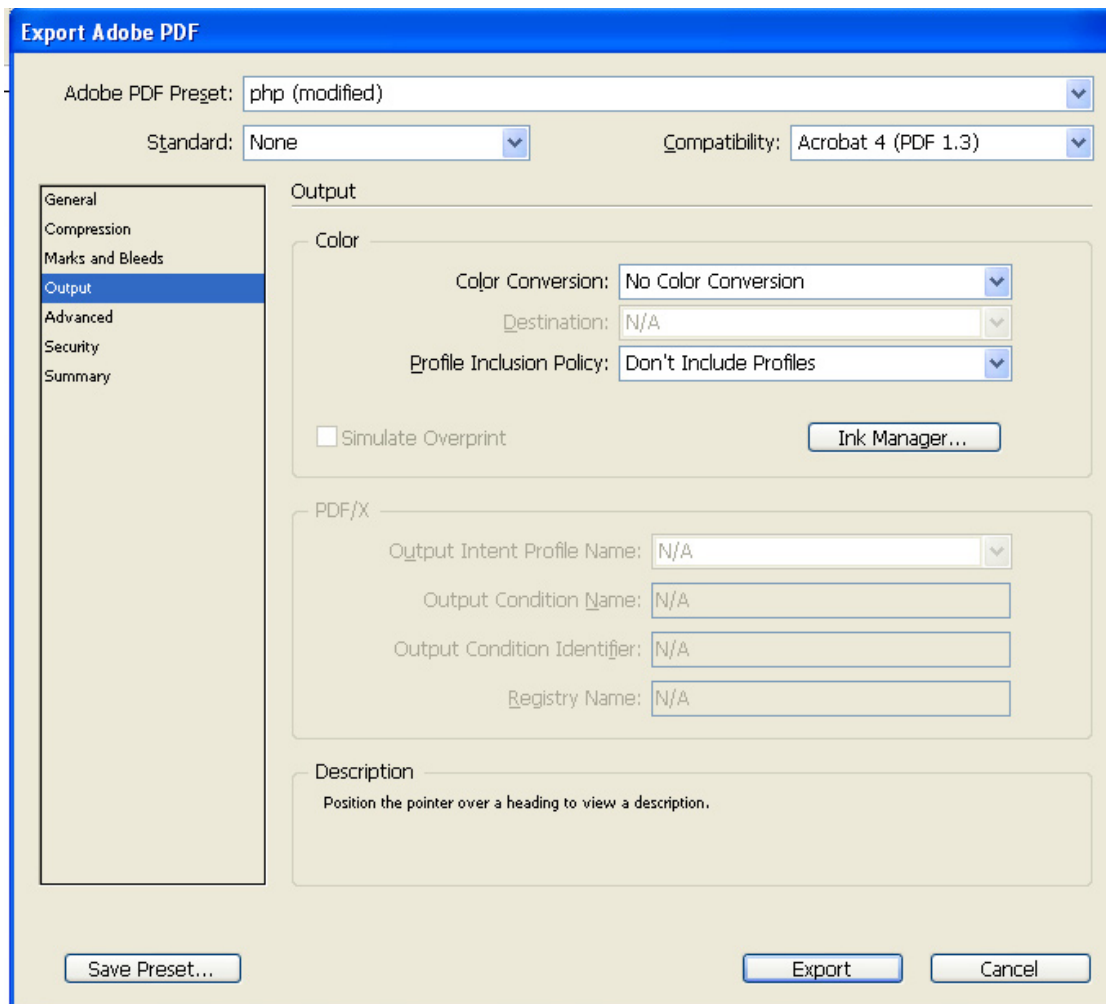 Export Adobe PDF
Adobe PDF Preset: php (modified)
Standard: None Compatibility: Acrobat 4 (PDF 1.3)
General
Compression
Marks and Bleeds
Output
Advanced
Security
Summary
Output
Color
Color Conversion: No Color Conversion
Destination: N/A
Profile Inclusion Policy: Don't Include Profiles
Simulate Overprint Ink Manager...
PDF/X
Output Intent Profile Name: N/A
Output Condition Name: N/A
Output Condition Identifier: N/A
Registry Name: N/A
Description
Position the pointer over a heading to view a description.
Save Preset... Export Cancel